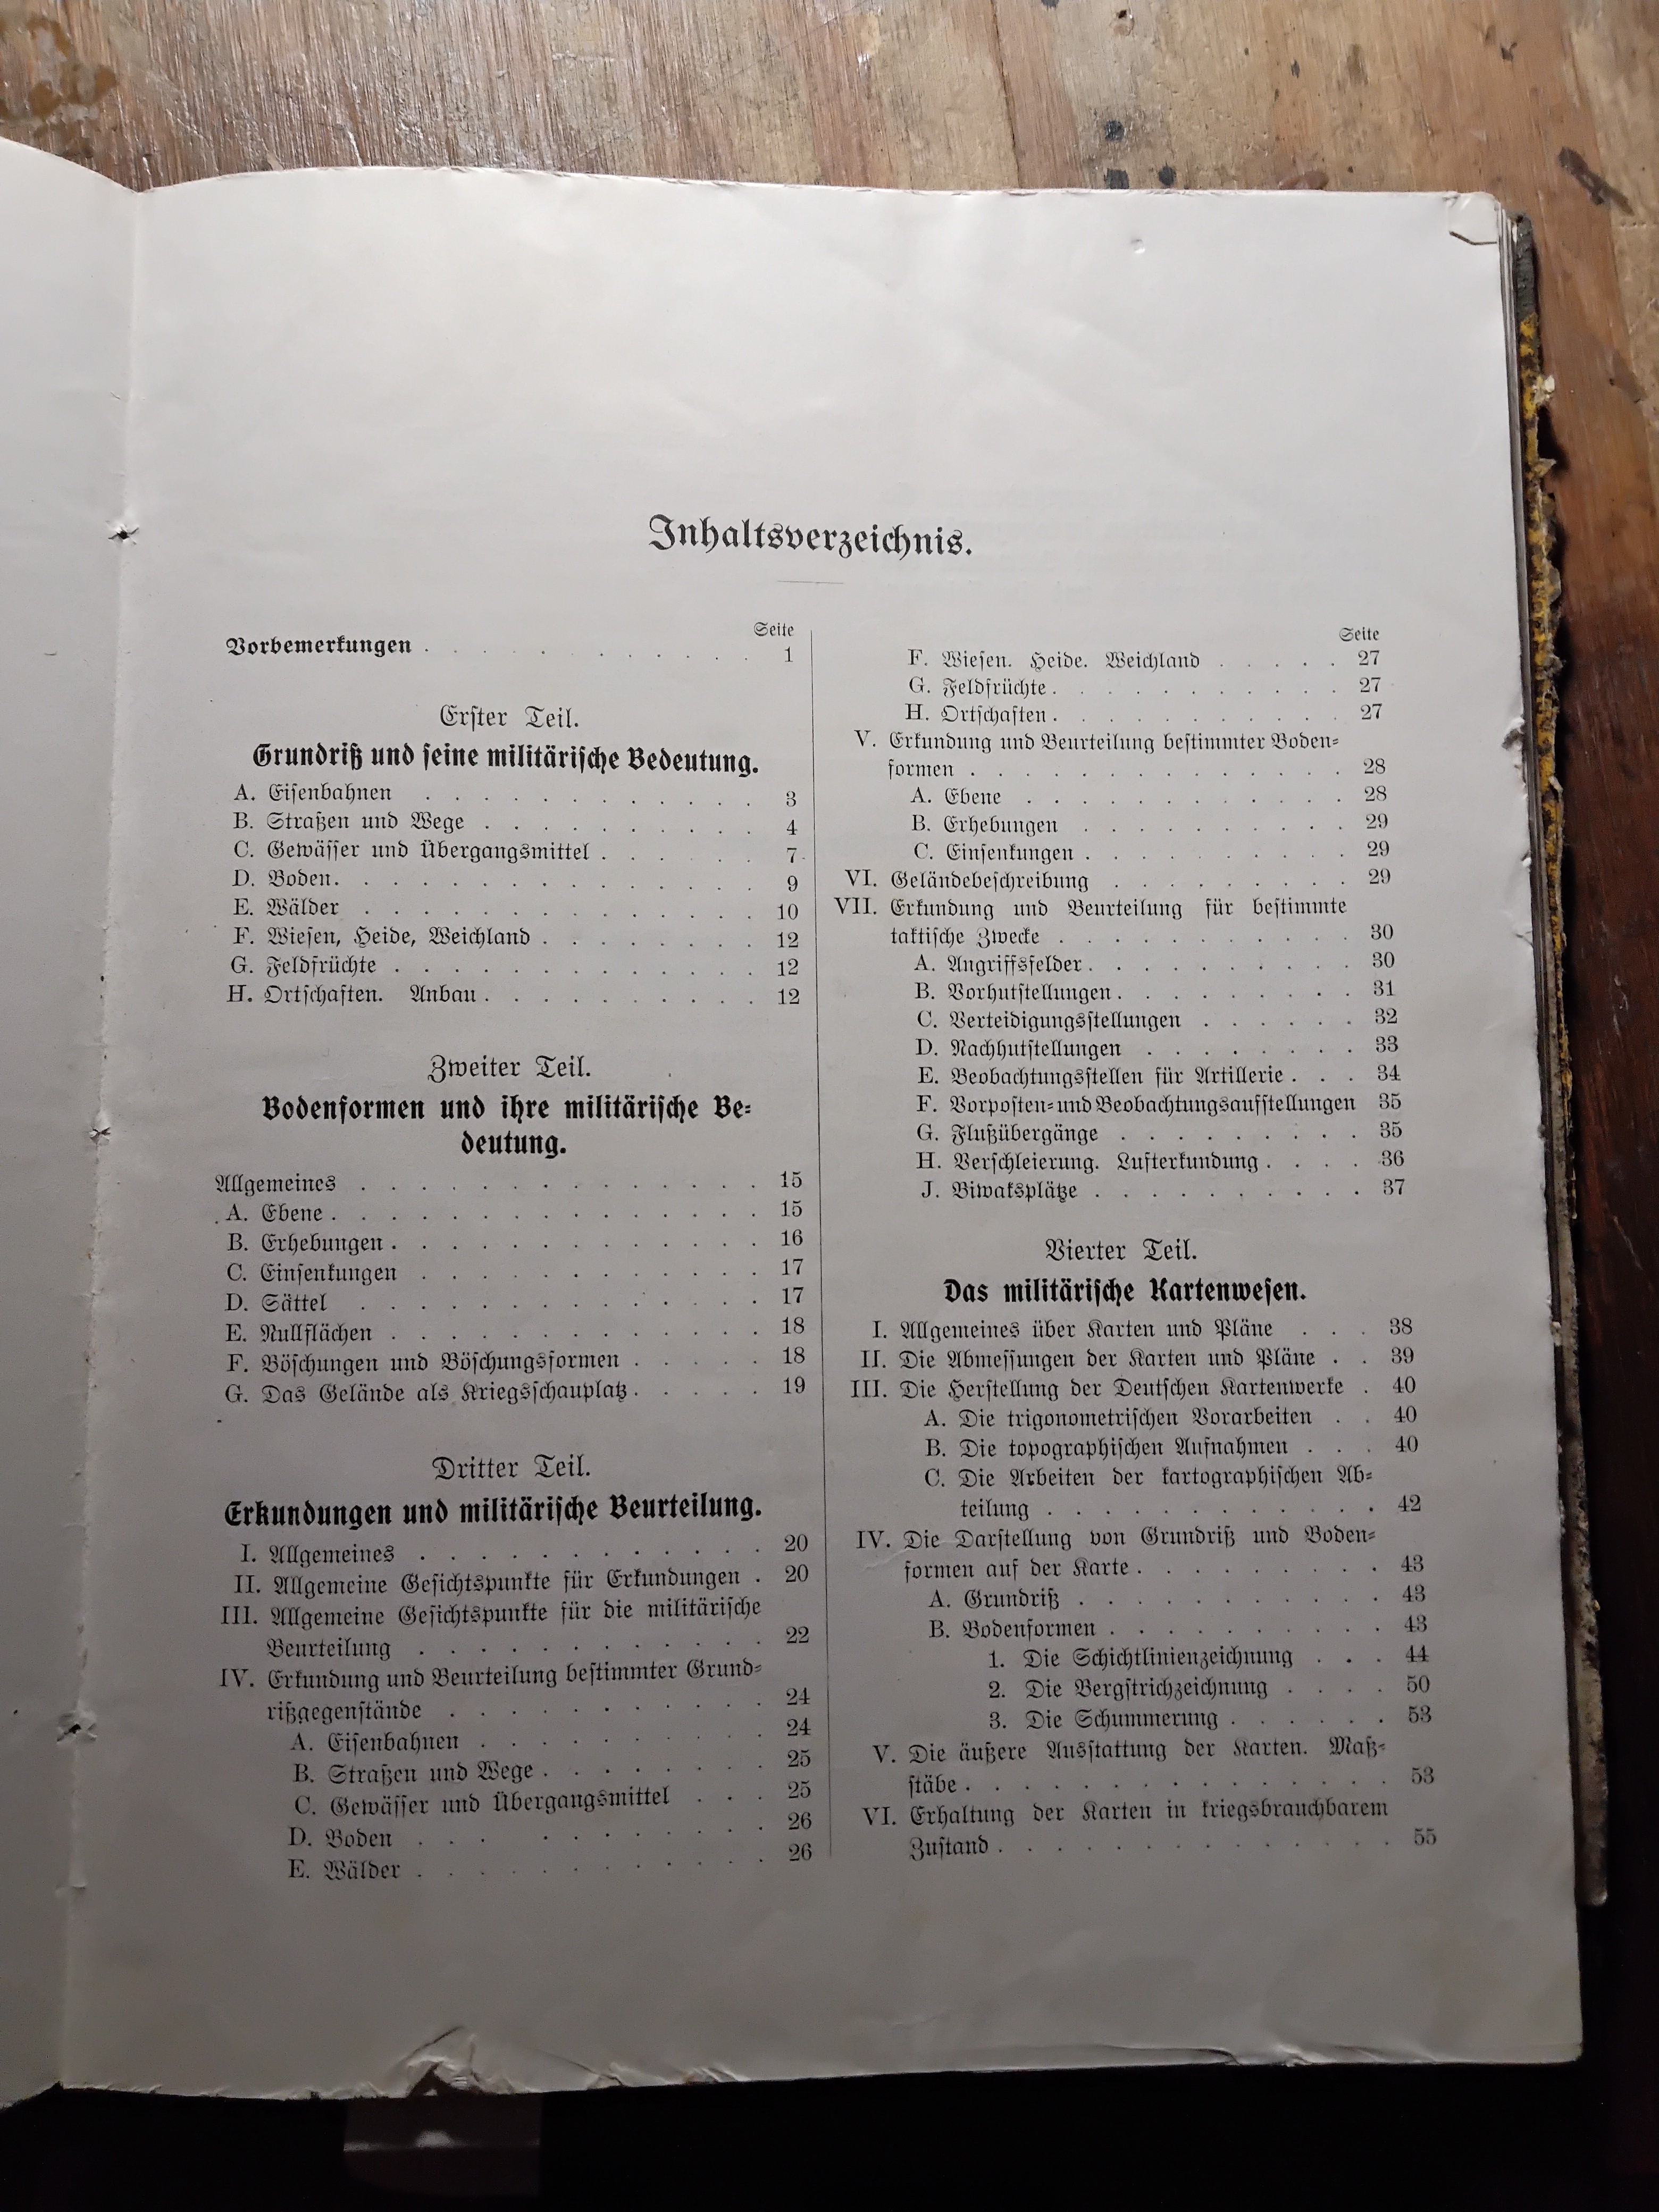 Inhaltsverzeichnis.
Seite
Vorbemerkungen . . . . . . . . . . . . 1
Erster Teil.
Grundriß und seine militärische Bedeutung.
A. Eisenbahnen . . . . . . . . . . . . 3
B. Straßen und Wege . . . . . . . . . . 4
C. Gewässer und Übergangsmittel . . . . . . 7
D. Boden. . . . . . . . . . . . . . . 9
E. Wälder . . . . . . . . . . . . . . 10
F. Wiesen, Heide, Weichland . . . . . . . . 12
G. Feldfrüchte . . . . . . . . . . . . . 12
H. Ortschaften. Anbau . . . . . . . . . . 12
Zweiter Teil.
Bodenformen und ihre militärische Be-
deutung.
Allgemeines . . . . . . . . . . . . . . 15
A. Ebene . . . . . . . . . . . . . . . 15
B. Erhebungen . . . . . . . . . . . . . 16
C. Einsenkungen . . . . . . . . . . . . 17
D. Sättel . . . . . . . . . . . . . . 17
E. Nullflächen . . . . . . . . . . . . . 18
F. Böschungen und Böschungsformen . . . . . 18
G. Das Gelände als Kriegsschauplatz . . . . . 19
Dritter Teil.
Erkundungen und militärische Beurteilung.
I. Allgemeines . . . . . . . . . . . . 20
II. Allgemeine Gesichtspunkte für Erkundungen . 20
III. Allgemeine Gesichtspunkte für die militärische
Beurteilung . . . . . . . . . . . . 22
IV. Erkundung und Beurteilung bestimmter Grund-
rißgegenstände . . . . . . . . . . . 24
A. Eisenbahnen . . . . . . . . . . 24
B. Straßen und Wege . . . . . . . . 25
C. Gewässer und Übergangsmittel . . . 25
D. Boden . . . . . . . . . . . 26
E. Wälder . . . . . . . . . . . . 26
Seite
F. Wiesen. Heide. Weichland . . . . . 27
G. Feldfrüchte . . . . . . . . . . . 27
H. Ortschaften . . . . . . . . . . . 27
V. Erkundung und Beurteilung bestimmter Boden-
formen . . . . . . . . . . . . . . 28
A. Ebene . . . . . . . . . . . . 28
B. Erhebungen . . . . . . . . . . 29
C. Einsenkungen . . . . . . . . . . 29
VI. Geländebeschreibung . . . . . . . . . 29
VII. Erkundung und Beurteilung für bestimmte
taktische Zwecke . . . . . . . . . . . 30
A. Angriffsfelder . . . . . . . . . . 30
B. Vorhutstellungen . . . . . . . . . 31
C. Verteidigungsstellungen . . . . . . 32
D. Nachhutstellungen . . . . . . . . 33
E. Beobachtungsstellen für Artillerie . . . 34
F. Vorposten- und Beobachtungsaufstellungen 35
G. Flußübergänge . . . . . . . . . 35
H. Verschleierung. Lufterkundung . . . . 36
J. Biwaksplätze . . . . . . . . . . 37
Vierter Teil.
Das militärische Kartenwesen.
I. Allgemeines über Karten und Pläne . . . 38
II. Die Abmessungen der Karten und Pläne . . 39
III. Die Herstellung der Deutschen Kartenwerke . 40
A. Die trigonometrischen Vorarbeiten . . 40
B. Die topographischen Aufnahmen . . . 40
C. Die Arbeiten der kartographischen Ab-
teilung . . . . . . . . . . . . 42
IV. Die Darstellung von Grundriß und Boden-
formen auf der Karte . . . . . . . . . 43
A. Grundriß . . . . . . . . . . . 43
B. Bodenformen . . . . . . . . . . 43
1. Die Schichtlinienzeichnung . . . 44
2. Die Bergstrichzeichnung . . . . 50
3. Die Schummerung . . . . . . 53
V. Die äußere Ausstattung der Karten. Maß-
stäbe . . . . . . . . . . . . . . . 53
VI. Erhaltung der Karten in kriegsbrauchbarem
Zustand . . . . . . . . . . . . . . 55